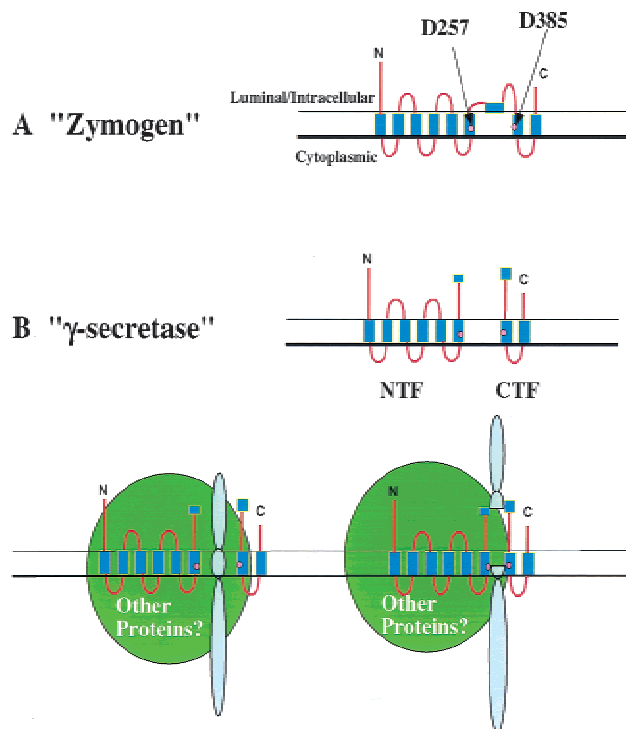 D257
D385
N
C
Luminal/Intracellular
A "Zymogen"
Cytoplasmic
N
C
B "γ-secretase"
NTF
CTF
N
C
Other
Proteins?
N
C
Other
Proteins?